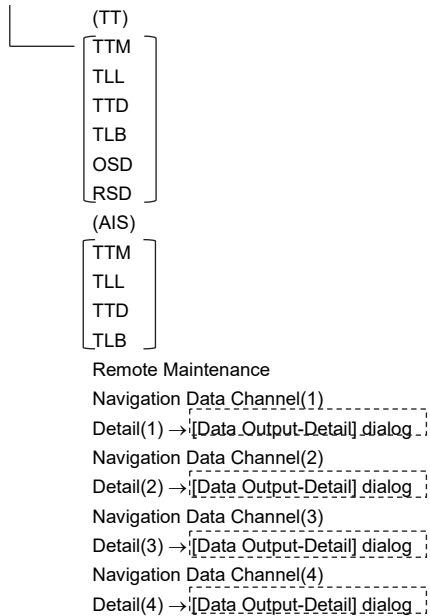 (TT)
TTM
TLL
TTD
TLB
OSD
RSD
(AIS)
TTM
TLL
TTD
TLB
Remote Maintenance
Navigation Data Channel(1)
Detail(1) → [Data Output-Detail] dialog
Navigation Data Channel(2)
Detail(2) → [Data Output-Detail] dialog
Navigation Data Channel(3)
Detail(3) → [Data Output-Detail] dialog
Navigation Data Channel(4)
Detail(4) → [Data Output-Detail] dialog